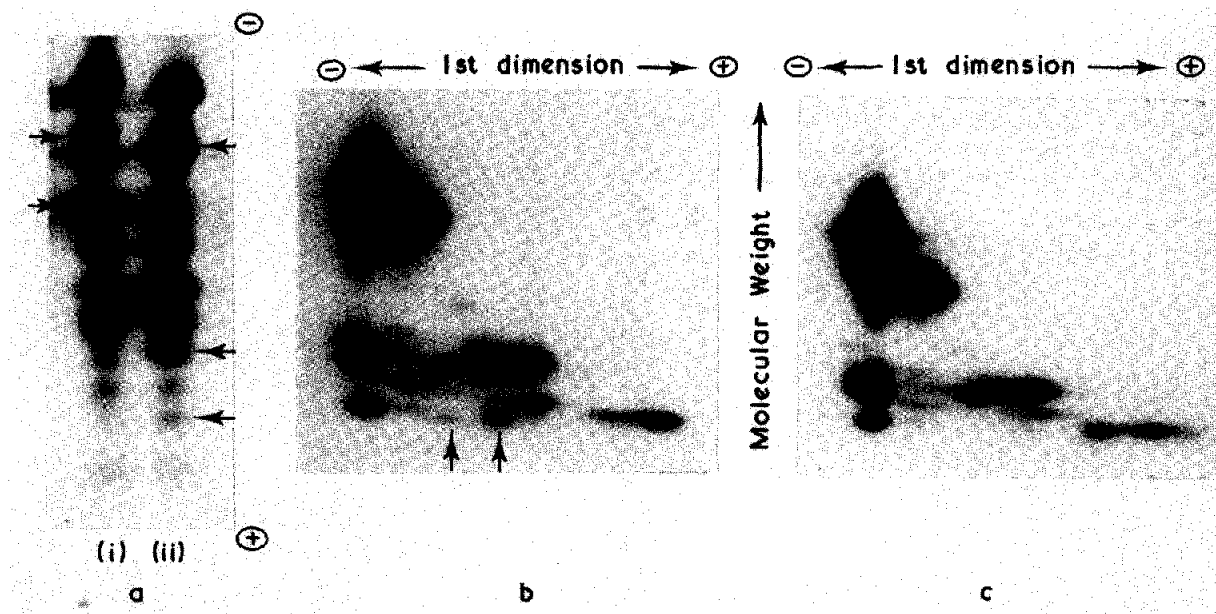 ⊖
⊖ ← 1st dimension → ⊕
⊖ ← 1st dimension → ⊕
Molecular Weight →
(i) (ii)
⊕
a
b
c